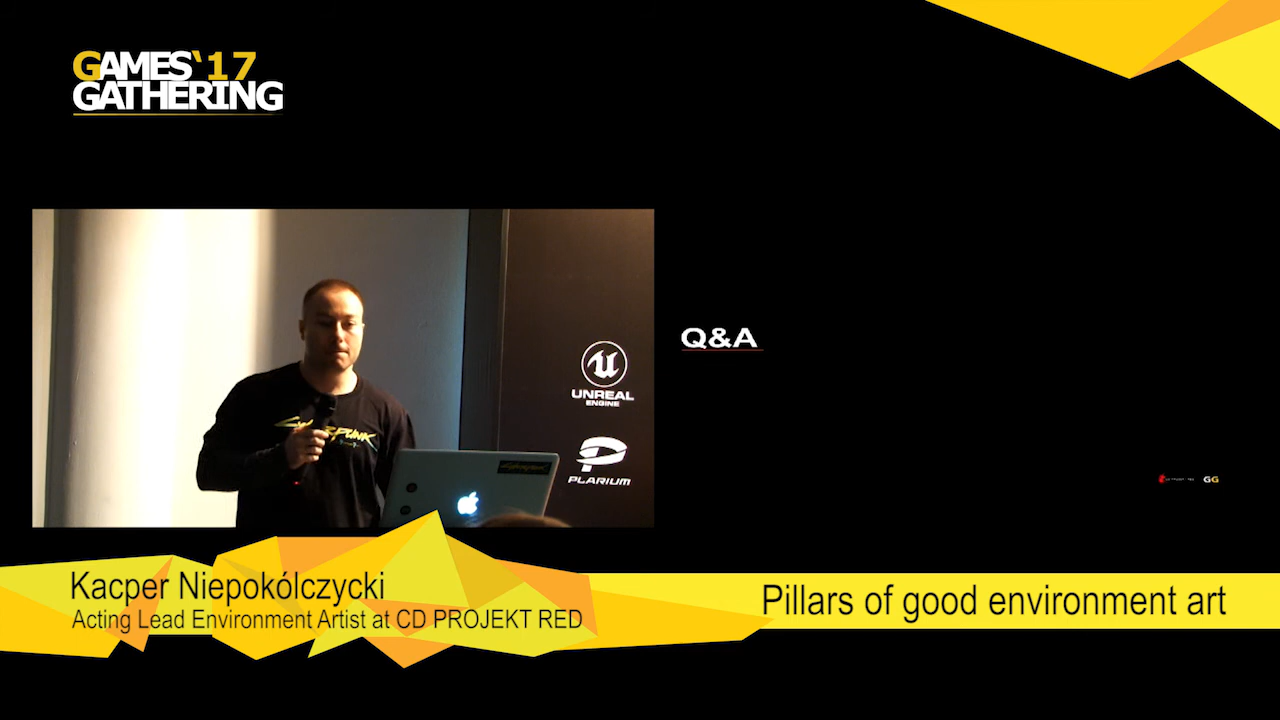 GAMES'17
GATHERING
UNREAL
ENGINE
PLARIUM
CYBERPUNK
Q&A
GG
Kacper Niepokólczycki
Acting Lead Environment Artist at CD PROJEKT RED
Pillars of good environment art